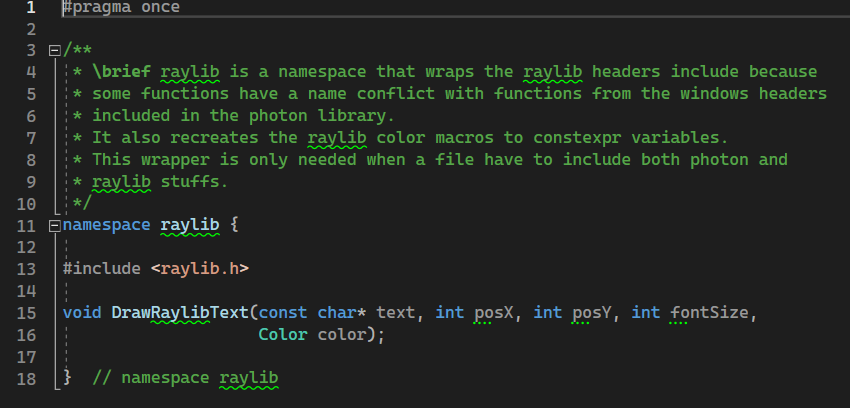 1 #pragma once
2
3 /**
4 * \brief raylib is a namespace that wraps the raylib headers include because
5 * some functions have a name conflict with functions from the windows headers
6 * included in the photon library.
7 * It also recreates the raylib color macros to constexpr variables.
8 * This wrapper is only needed when a file have to include both photon and
9 * raylib stuffs.
10 */
11 namespace raylib {
12
13 #include <raylib.h>
14
15 void DrawRaylibText(const char* text, int posX, int posY, int fontSize,
16 Color color);
17
18 } // namespace raylib